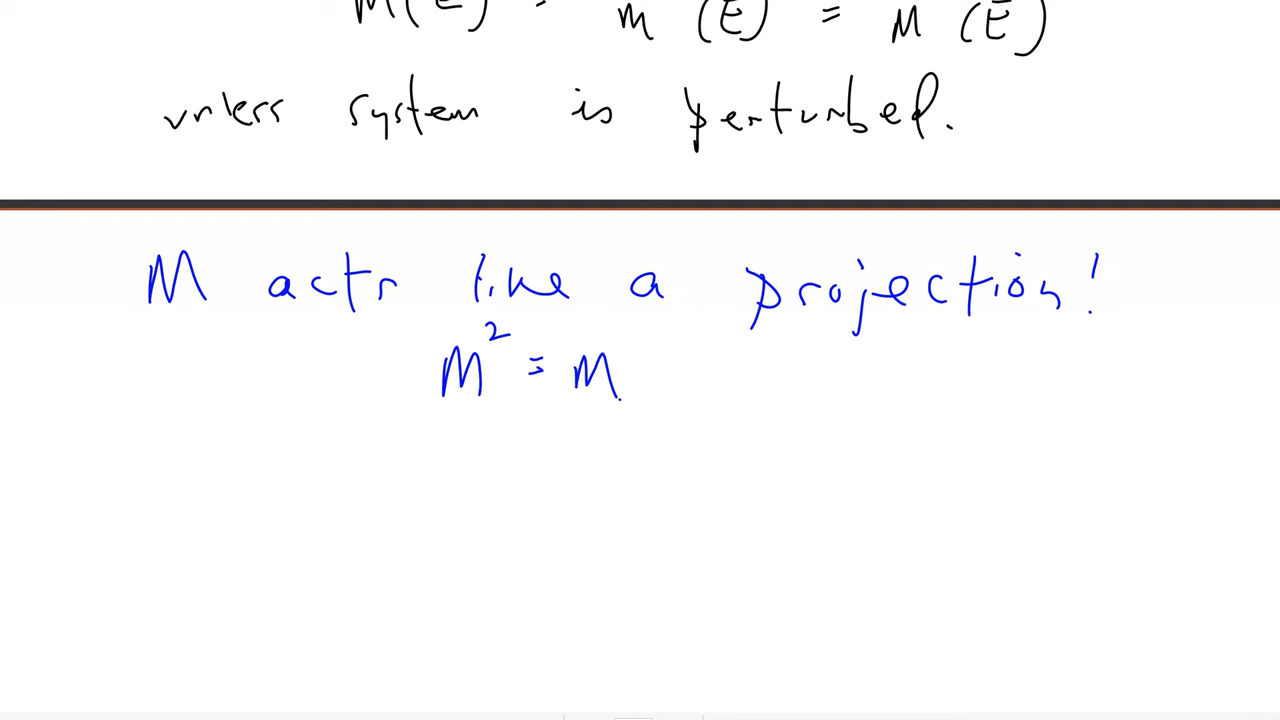 M(E) = M (E) = M (E)
unless system is perturbed.
M acts like a projection!
M² = M